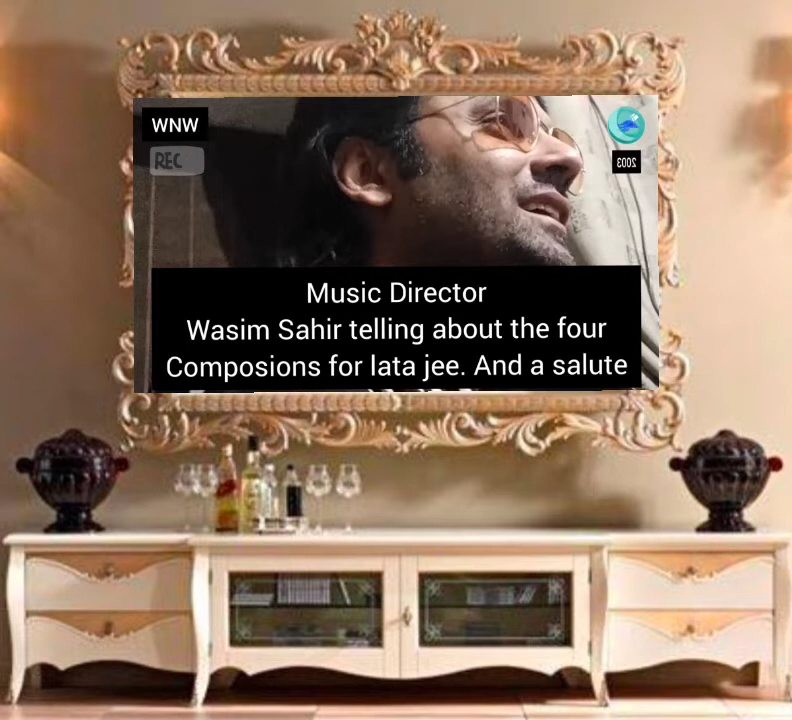 WNW
REC
2003
Music Director
Wasim Sahir telling about the four
Composions for lata jee. And a salute